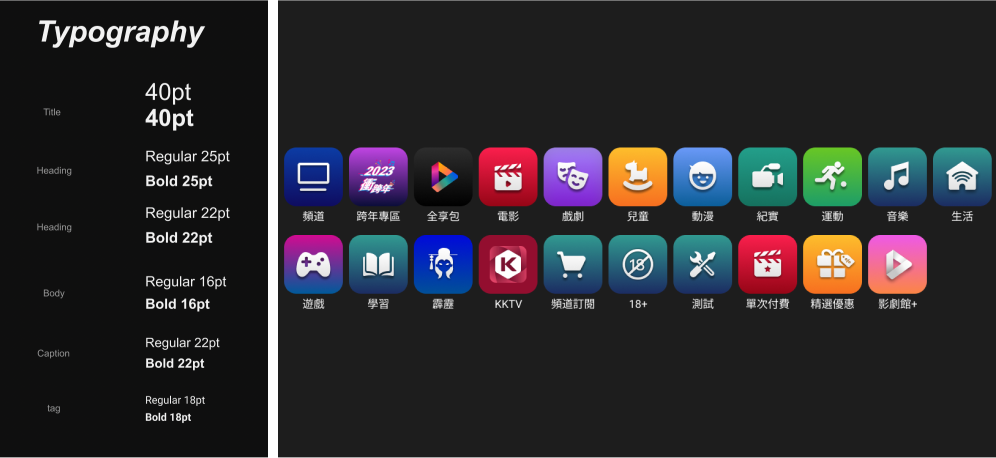 Typography
Title
40pt
40pt
Heading
Regular 25pt
Bold 25pt
Heading
Regular 22pt
Bold 22pt
Body
Regular 16pt
Bold 16pt
Caption
Regular 22pt
Bold 22pt
tag
Regular 18pt
Bold 18pt
2023
衝跨年
頻道 跨年專區 全享包 電影 戲劇 兒童 動漫 紀實 運動 音樂 生活
K
18
遊戲 學習 霹靂 KKTV 頻道訂閱 18+ 測試 單次付費 精選優惠 影劇館+